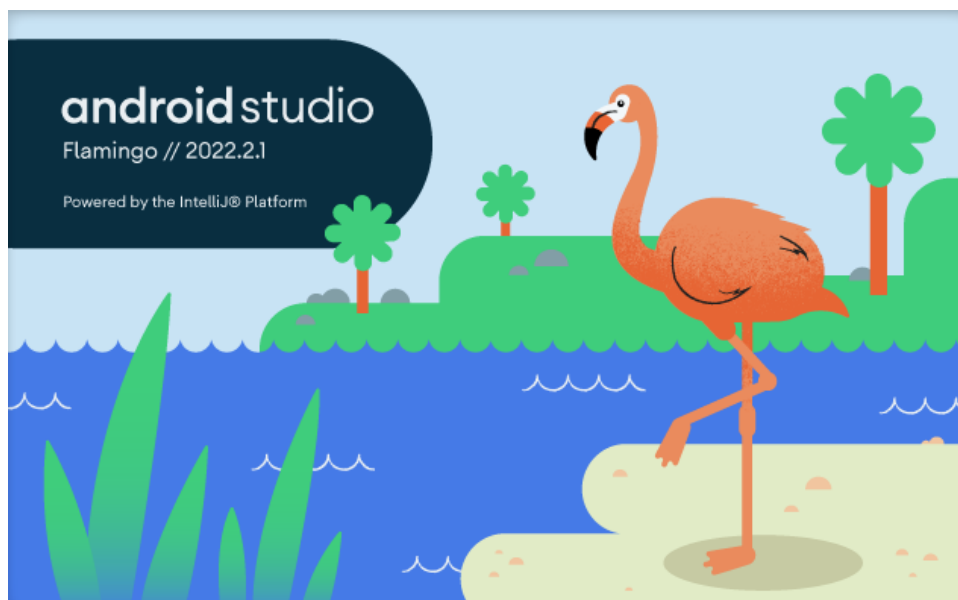 android studio
Flamingo // 2022.2.1
Powered by the IntelliJ® Platform